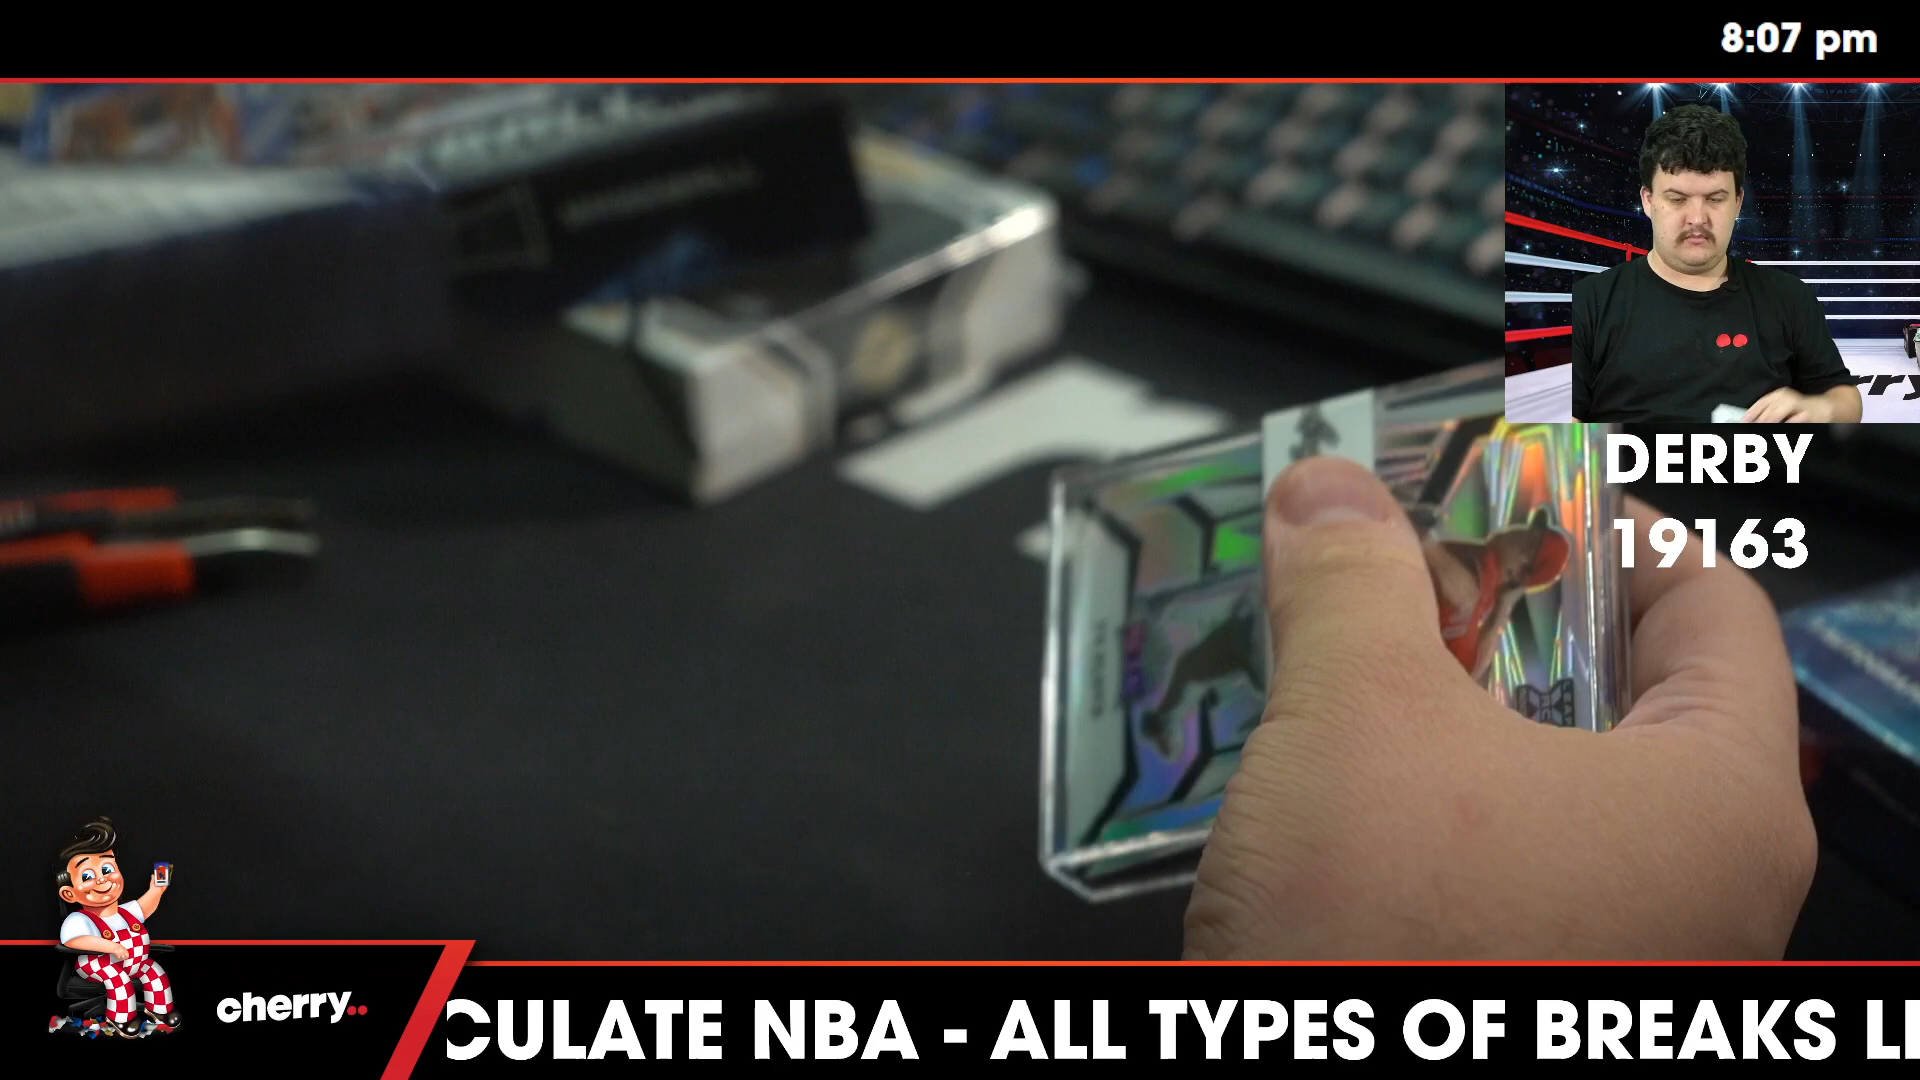 8:07 pm
DERBY
19163
cherry..
CULATE NBA - ALL TYPES OF BREAKS LI